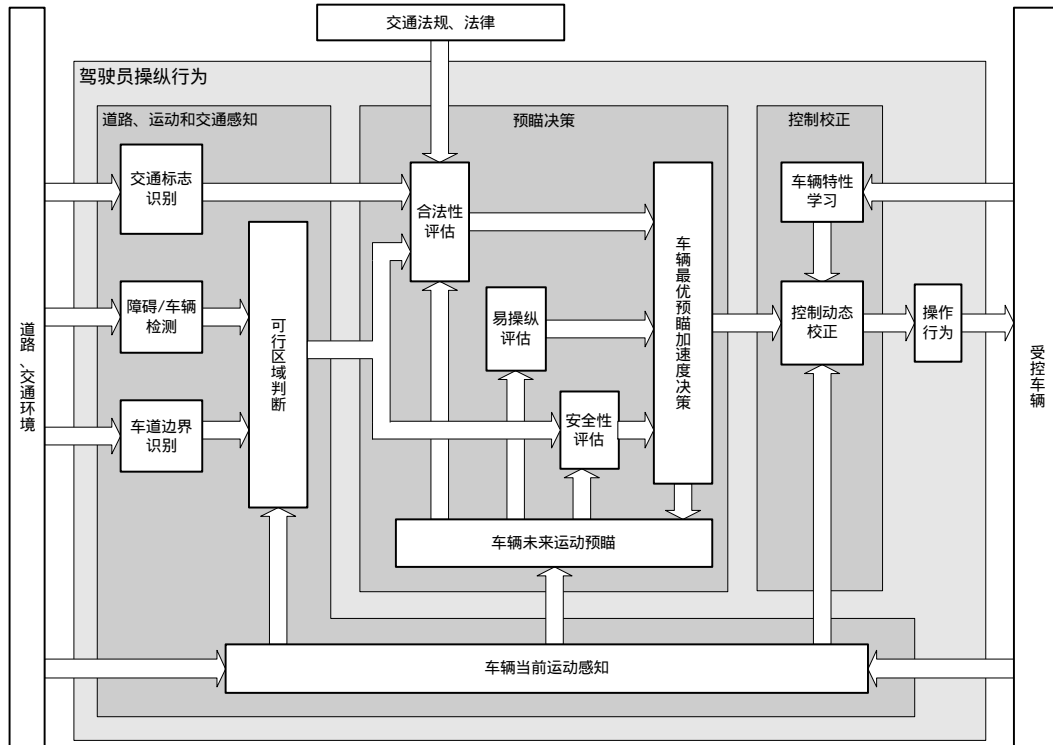 交通法规、法律
驾驶员操纵行为
道路、运动和交通感知
预瞄决策
控制校正
交通标志
识别
合法性
评估
车辆特性
学习
障碍/车辆
检测
可行区域判断
易操纵
评估
车辆最优预瞄加速度决策
控制动态
校正
操作
行为
道路、交通环境
受控车辆
车道边界
识别
安全性
评估
车辆未来运动预瞄
车辆当前运动感知